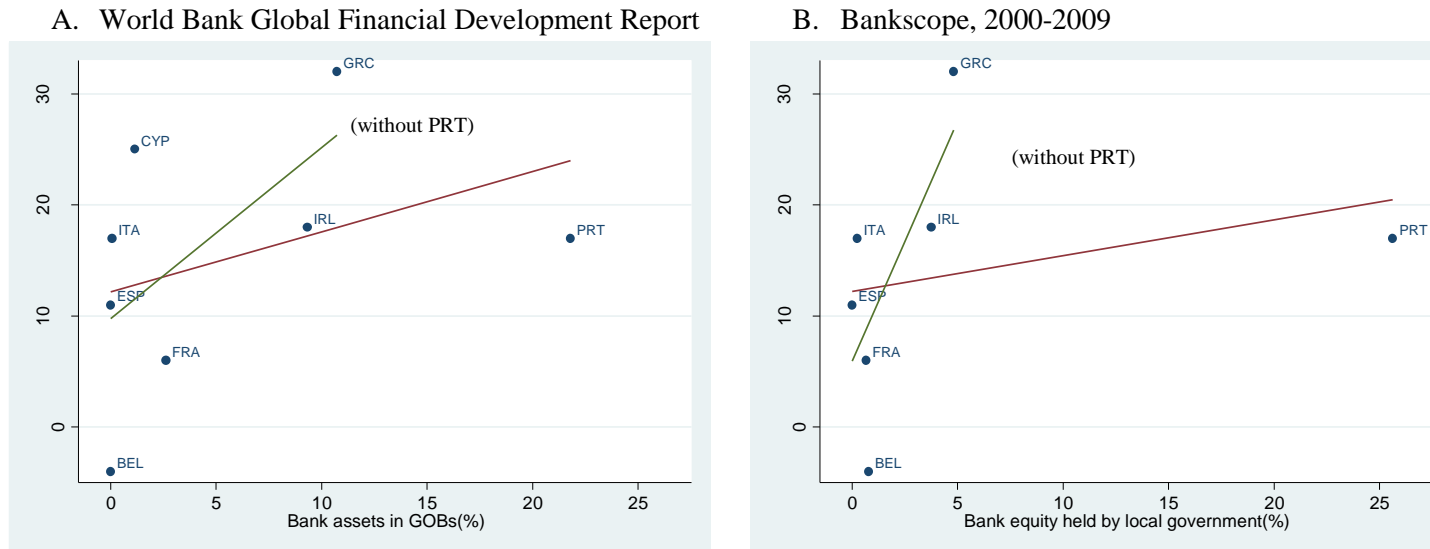 A. World Bank Global Financial Development Report
30
20
10
0
GRC
(without PRT)
CYP
IRL
ITA
PRT
ESP
FRA
BEL
0 5 10 15 20 25
Bank assets in GOBs(%)
B. Bankscope, 2000-2009
30
20
10
0
GRC
(without PRT)
IRL
ITA
PRT
ESP
FRA
BEL
0 5 10 15 20 25
Bank equity held by local government(%)